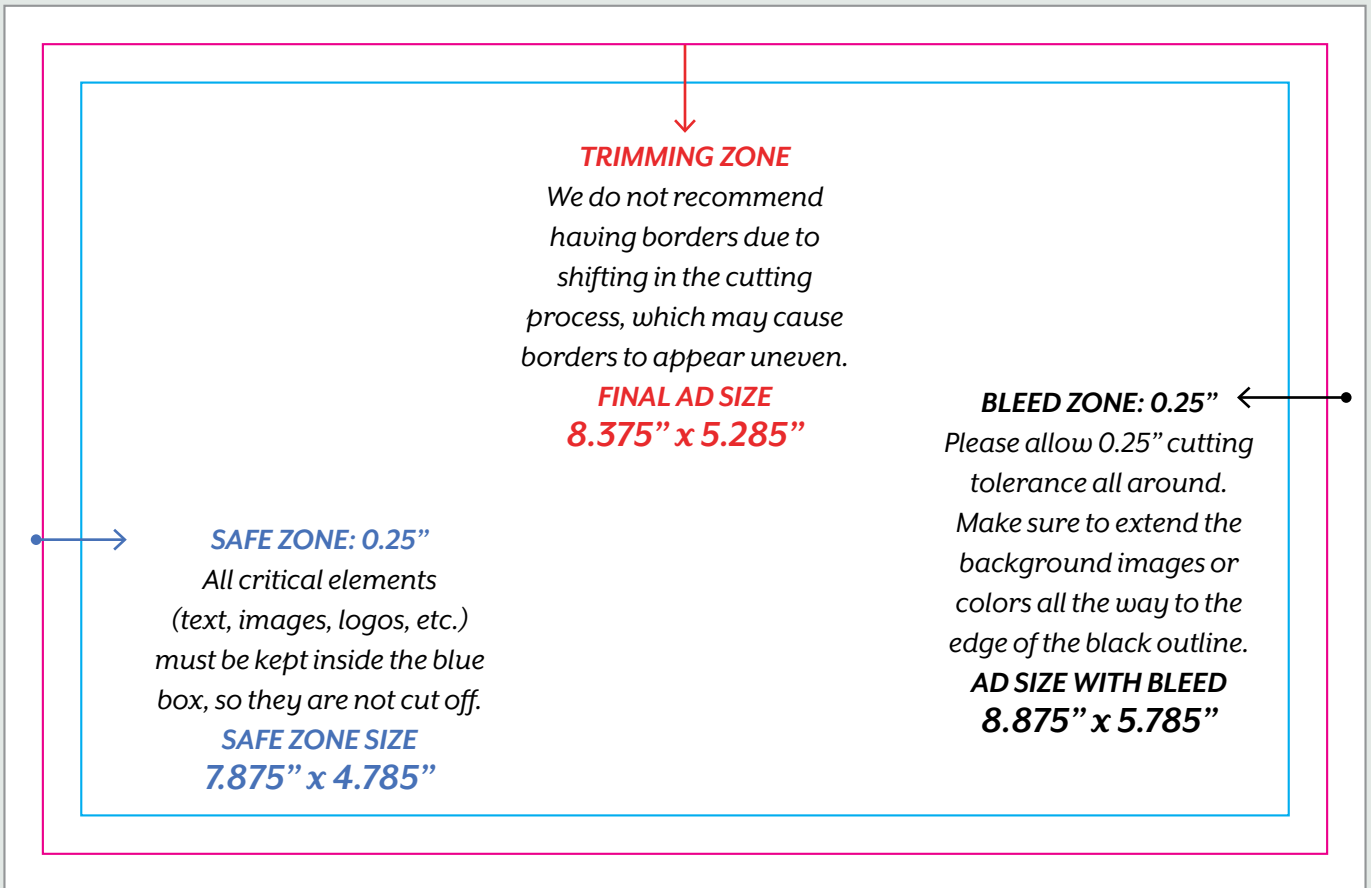 TRIMMING ZONE
We do not recommend
having borders due to
shifting in the cutting
process, which may cause
borders to appear uneven.
FINAL AD SIZE
8.375” x 5.285”
SAFE ZONE: 0.25”
All critical elements
(text, images, logos, etc.)
must be kept inside the blue
box, so they are not cut off.
SAFE ZONE SIZE
7.875” x 4.785”
BLEED ZONE: 0.25”
Please allow 0.25” cutting
tolerance all around.
Make sure to extend the
background images or
colors all the way to the
edge of the black outline.
AD SIZE WITH BLEED
8.875” x 5.785”